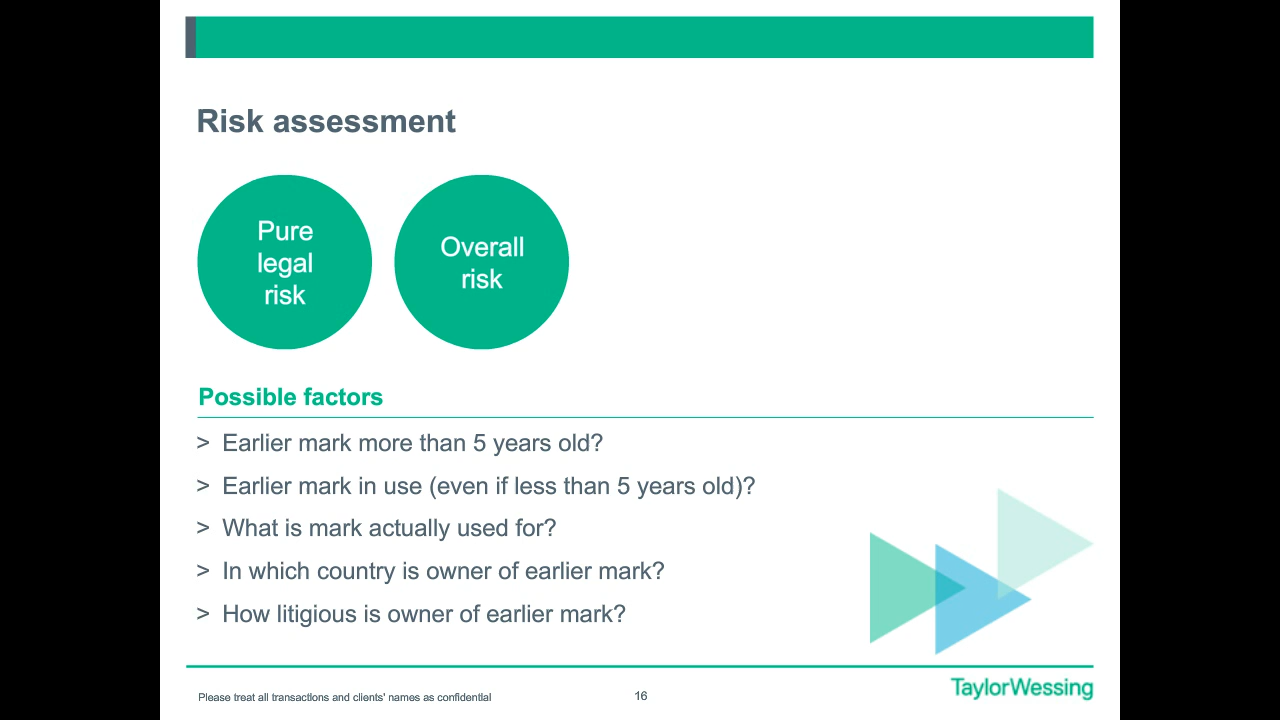 Risk assessment
Pure
legal
risk
Overall
risk
Possible factors
> Earlier mark more than 5 years old?
> Earlier mark in use (even if less than 5 years old)?
> What is mark actually used for?
> In which country is owner of earlier mark?
> How litigious is owner of earlier mark?
Please treat all transactions and clients' names as confidential
16
TaylorWessing